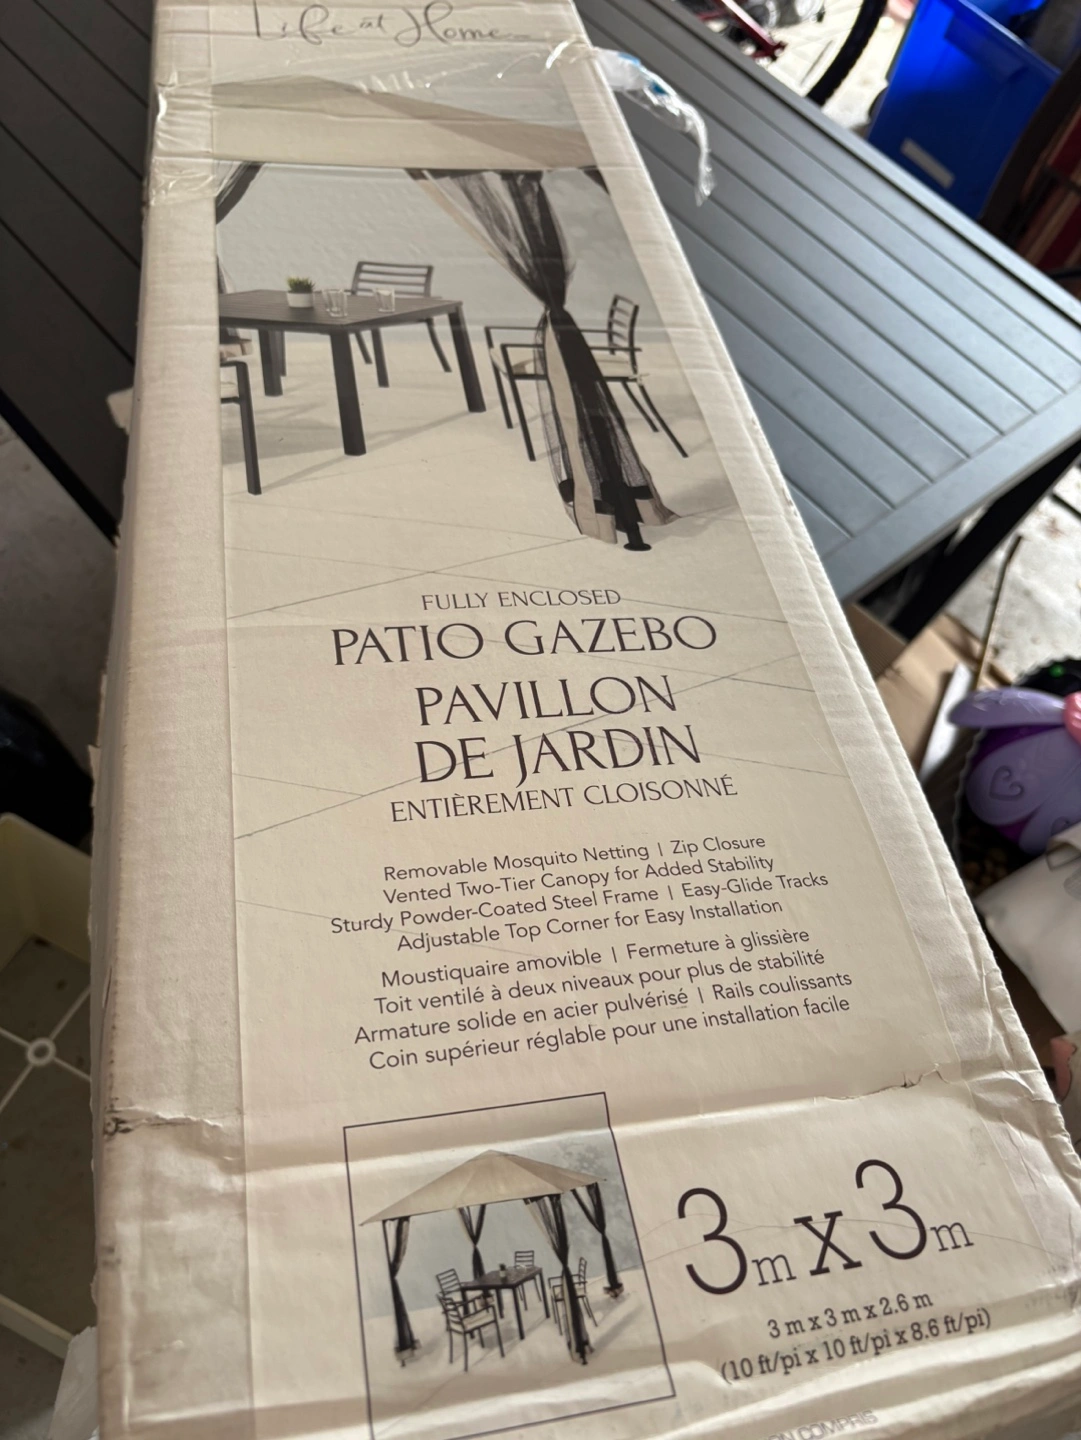 Life at Home
FULLY ENCLOSED
PATIO GAZEBO
PAVILLON
DE JARDIN
ENTIÈREMENT CLOISONNÉ
Removable Mosquito Netting | Zip Closure
Vented Two-Tier Canopy for Added Stability
Sturdy Powder-Coated Steel Frame | Easy-Glide Tracks
Adjustable Top Corner for Easy Installation
Moustiquaire amovible | Fermeture à glissière
Toit ventilé à deux niveaux pour plus de stabilité
Armature solide en acier pulvérisé | Rails coulissants
Coin supérieur réglable pour une installation facile
3m x 3m
3 m x 3 m x 2.6 m
(10 ft/pi x 10 ft/pi x 8.6 ft/pi)
COMPRIS